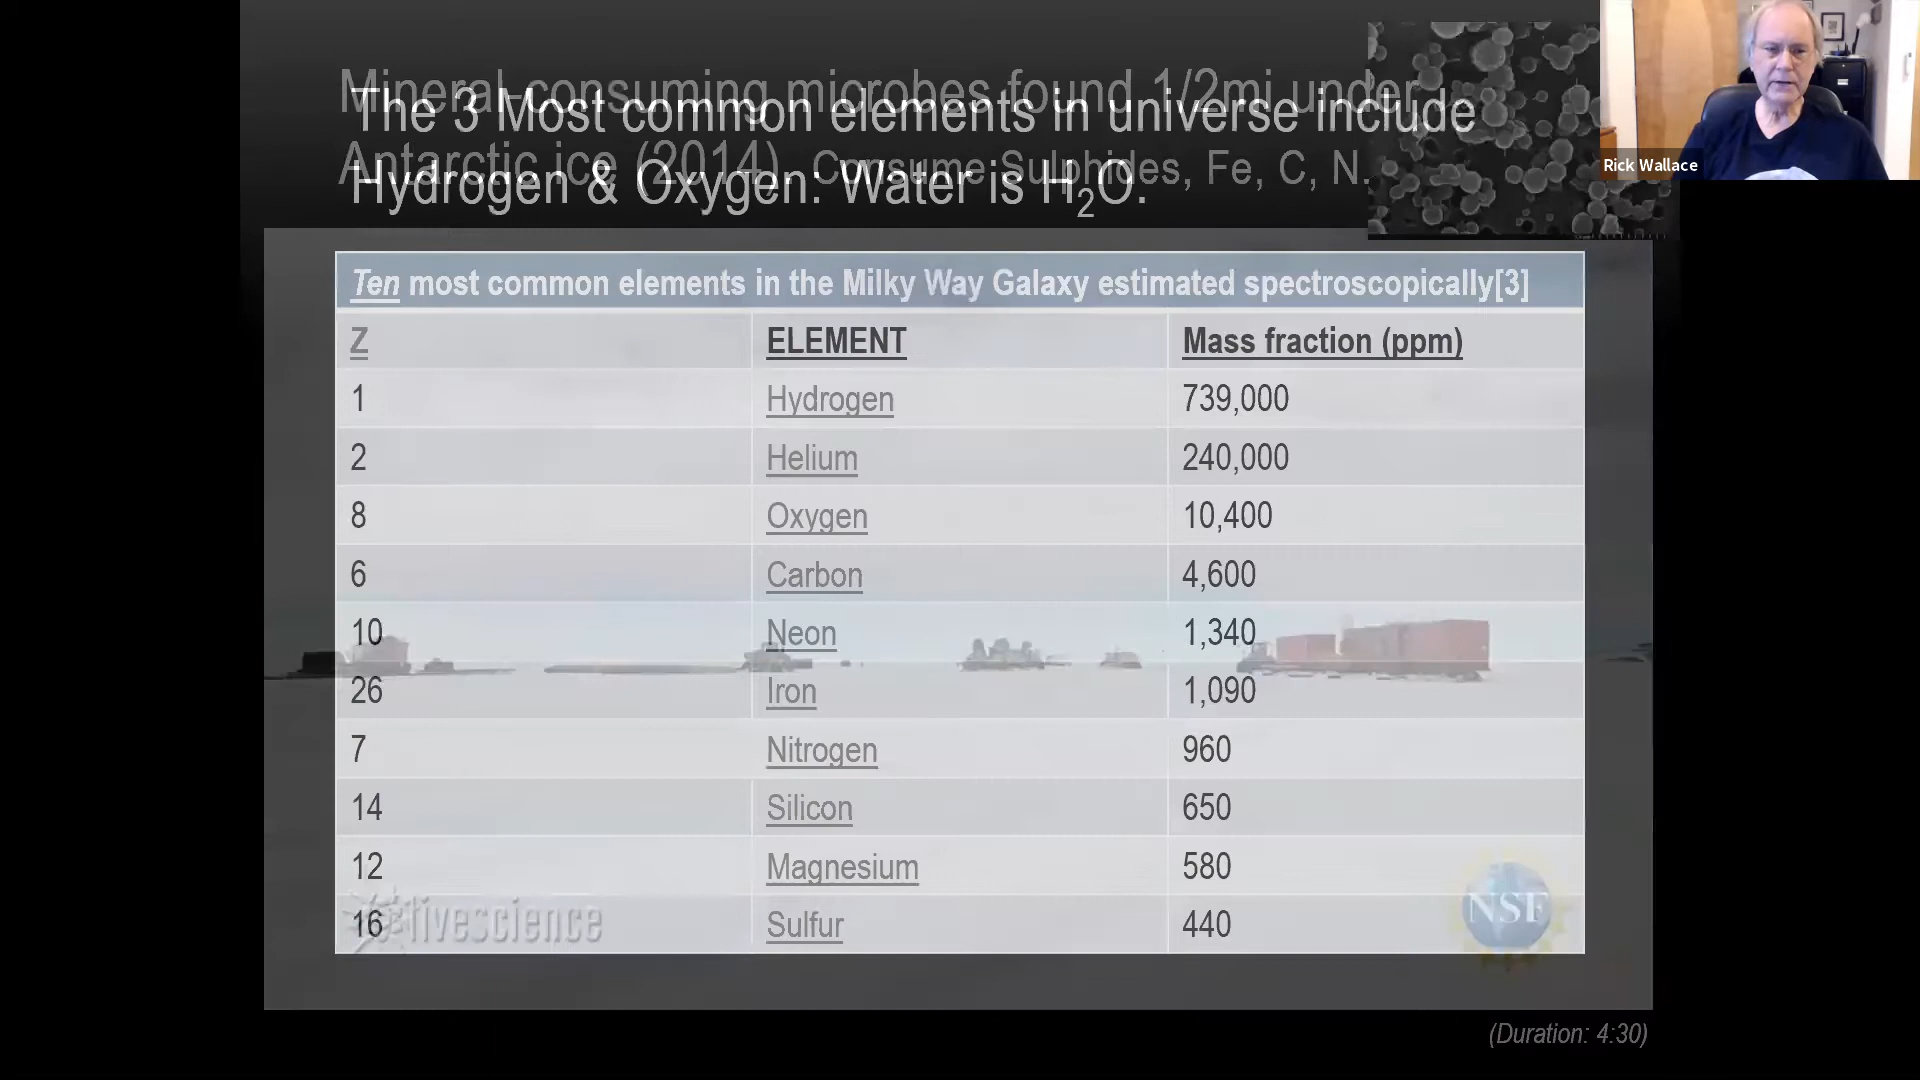 Mineral consuming microbes found 1/2mi under
Antarctic ice (2014). Consume Sulphides, Fe, C, N.
The 3 Most common elements in universe include
Hydrogen & Oxygen: Water is H₂O.
Rick Wallace
Ten most common elements in the Milky Way Galaxy estimated spectroscopically[3]
Z ELEMENT Mass fraction (ppm)
1 Hydrogen 739,000
2 Helium 240,000
8 Oxygen 10,400
6 Carbon 4,600
10 Neon 1,340
26 Iron 1,090
7 Nitrogen 960
14 Silicon 650
12 Magnesium 580
16 Sulfur 440
livescience
NSF
(Duration: 4:30)